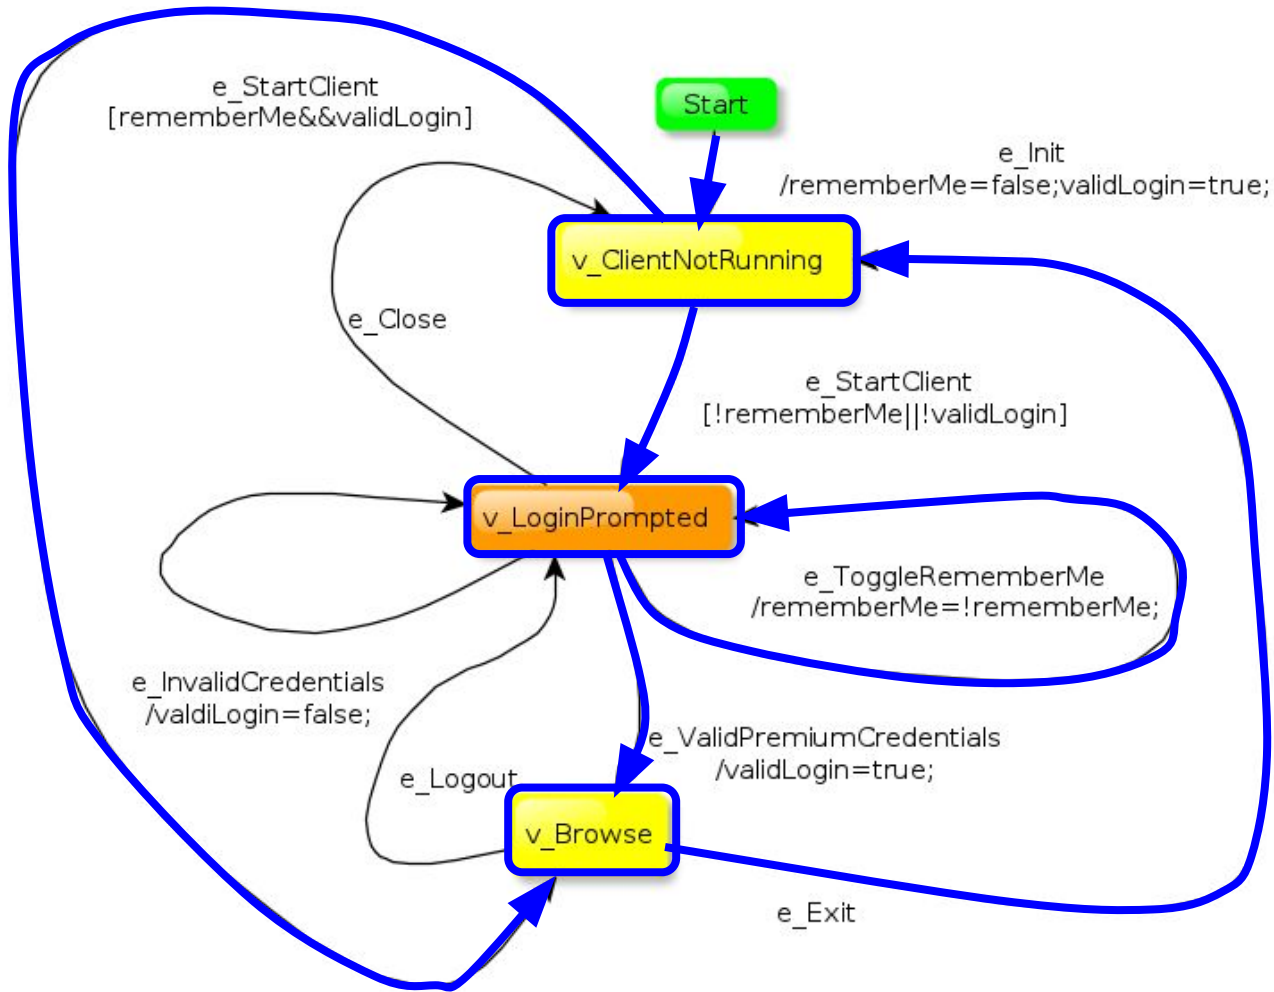 e_StartClient
[rememberMe&&validLogin]
Start
e_Init
/rememberMe=false;validLogin=true;
v_ClientNotRunning
e_Close
e_StartClient
[!rememberMe||!validLogin]
v_LoginPrompted
e_ToggleRememberMe
/rememberMe=!rememberMe;
e_InvalidCredentials
/valdiLogin=false;
e_ValidPremiumCredentials
/validLogin=true;
e_Logout
v_Browse
e_Exit